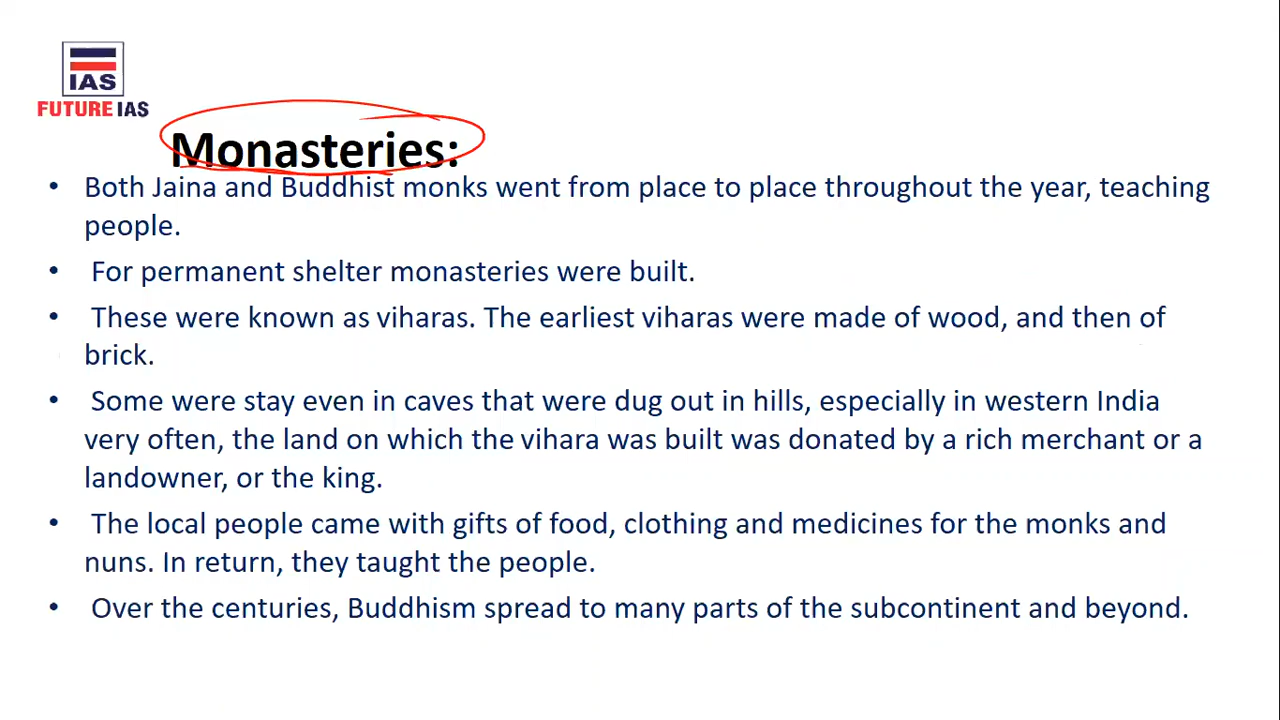 IAS
FUTURE IAS
Monasteries:
• Both Jaina and Buddhist monks went from place to place throughout the year, teaching
people.
• For permanent shelter monasteries were built.
• These were known as viharas. The earliest viharas were made of wood, and then of
brick.
• Some were stay even in caves that were dug out in hills, especially in western India
very often, the land on which the vihara was built was donated by a rich merchant or a
landowner, or the king.
• The local people came with gifts of food, clothing and medicines for the monks and
nuns. In return, they taught the people.
• Over the centuries, Buddhism spread to many parts of the subcontinent and beyond.